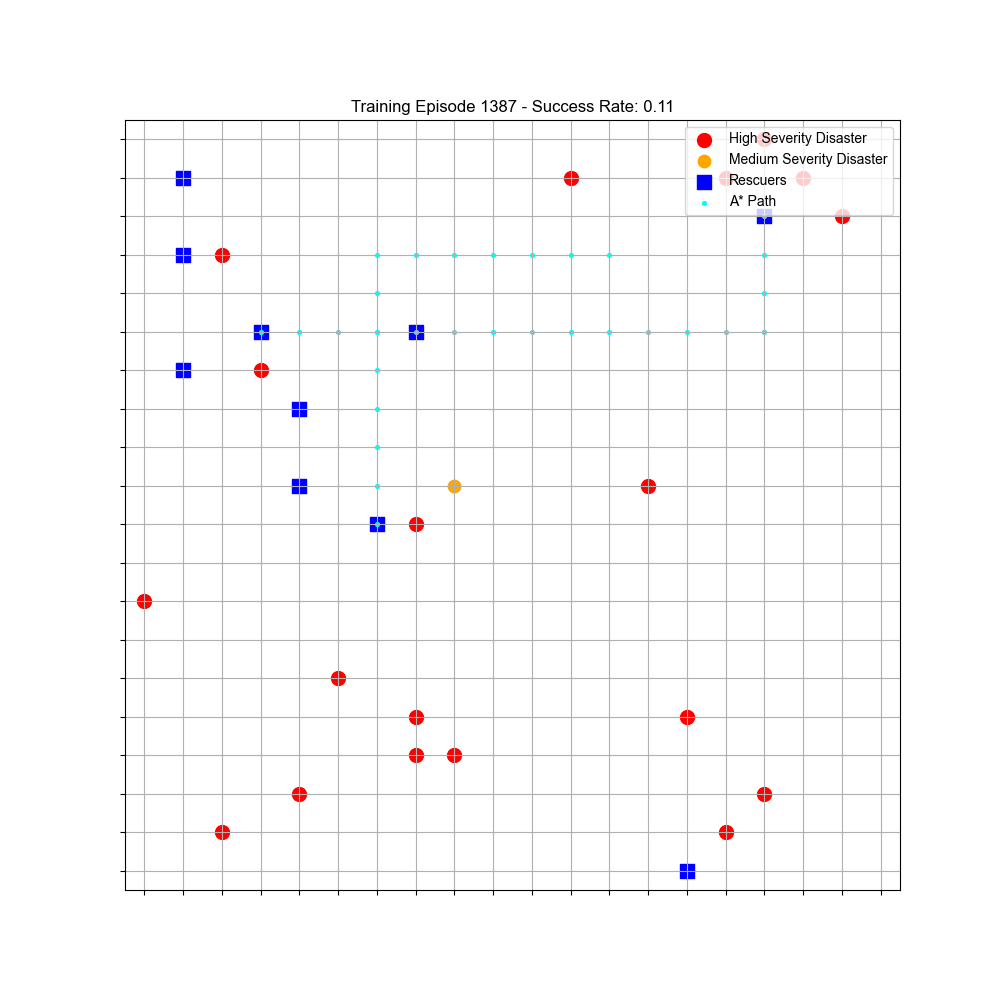 Training Episode 1387 - Success Rate: 0.11
High Severity Disaster
Medium Severity Disaster
Rescuers
A* Path